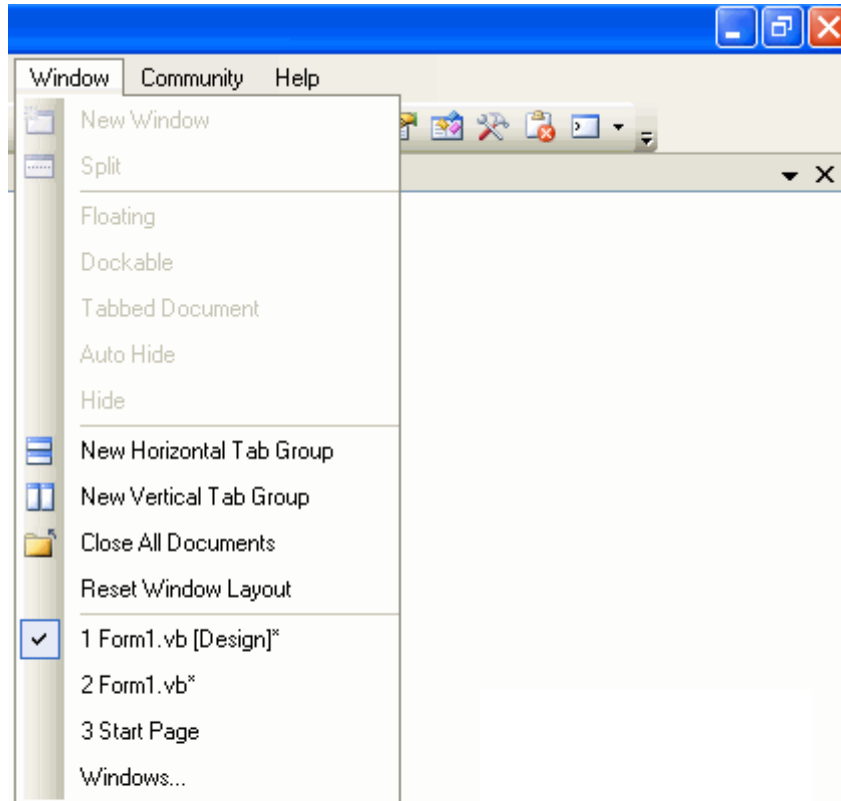 Window Community Help
New Window
Split
Floating
Dockable
Tabbed Document
Auto Hide
Hide
New Horizontal Tab Group
New Vertical Tab Group
Close All Documents
Reset Window Layout
1 Form1.vb [Design]*
2 Form1.vb*
3 Start Page
Windows...